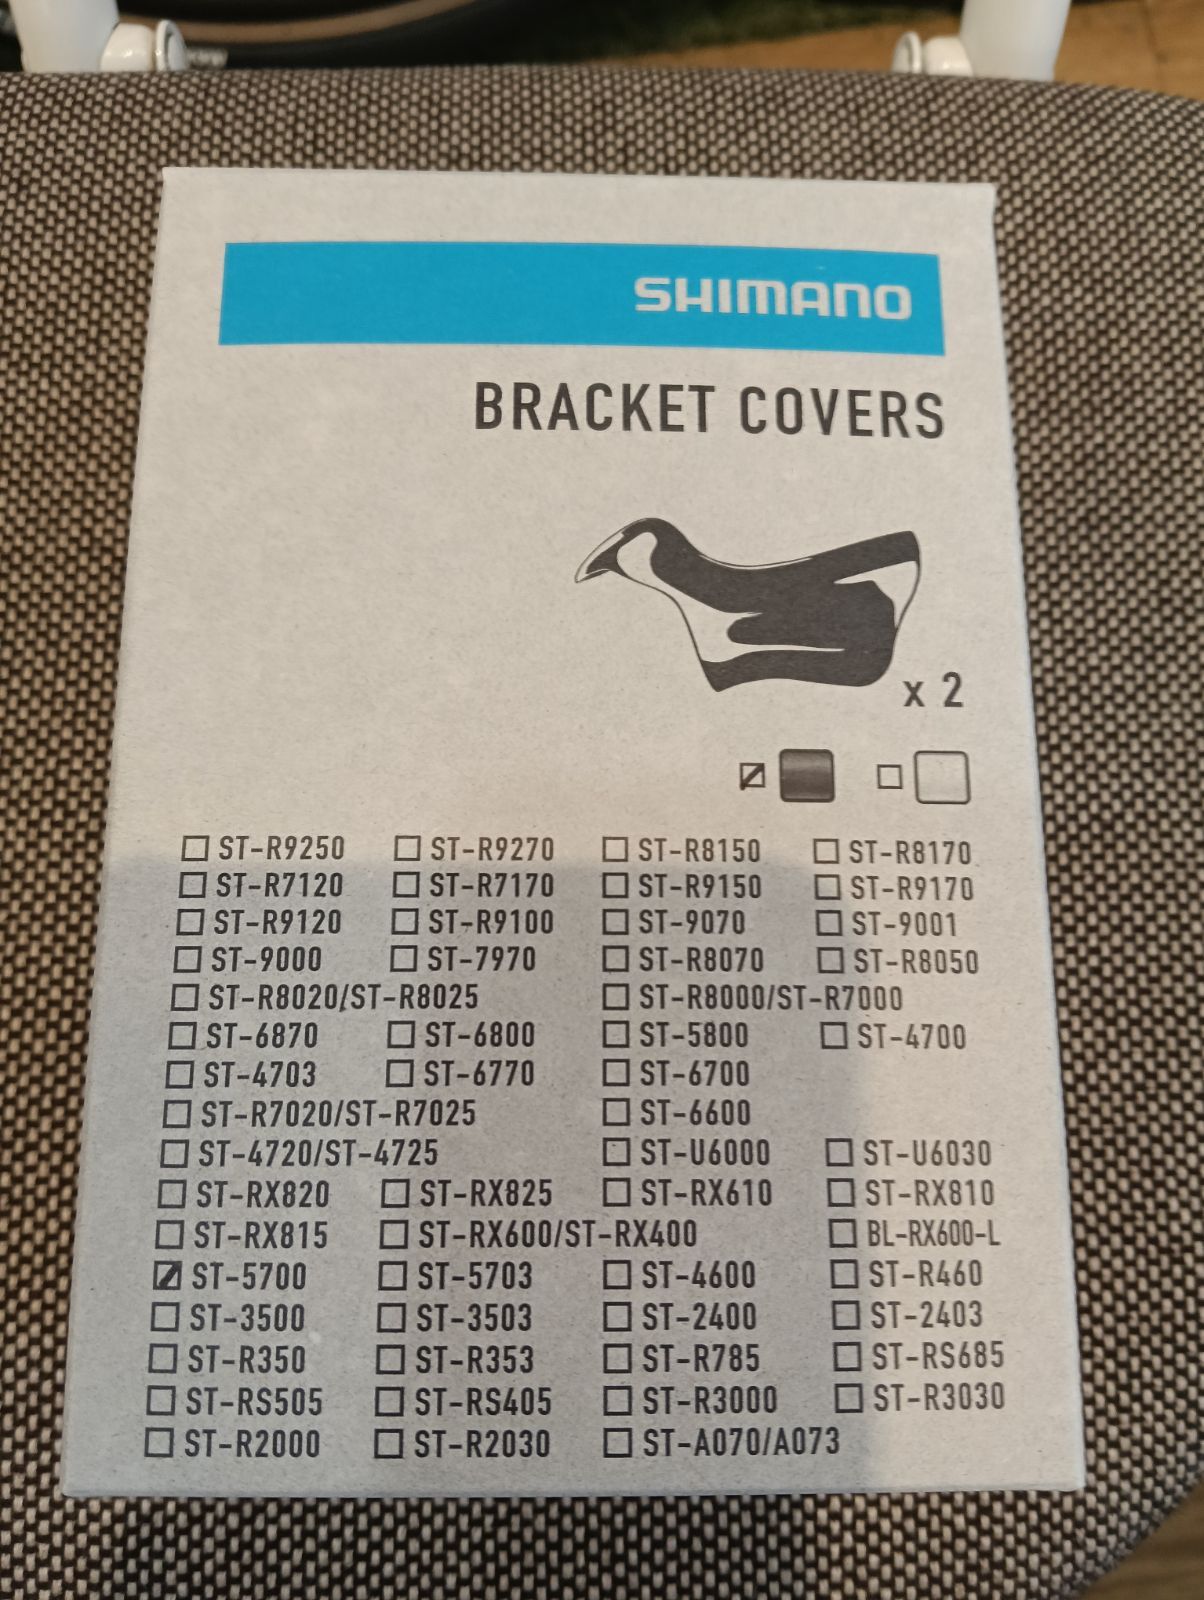 SHIMANO
BRACKET COVERS
x 2
ST-R9250 ST-R9270 ST-R8150 ST-R8170
ST-R7120 ST-R7170 ST-R9150 ST-R9170
ST-R9120 ST-R9100 ST-9070 ST-9001
ST-9000 ST-7970 ST-R8070 ST-R8050
ST-R8020/ST-R8025 ST-R8000/ST-R7000
ST-6870 ST-6800 ST-5800 ST-4700
ST-4703 ST-6770 ST-6700
ST-R7020/ST-R7025 ST-6600
ST-4720/ST-4725 ST-U6000 ST-U6030
ST-RX820 ST-RX825 ST-RX610 ST-RX810
ST-RX815 ST-RX600/ST-RX400 BL-RX600-L
ST-5700 ST-5703 ST-4600 ST-R460
ST-3500 ST-3503 ST-2400 ST-2403
ST-R350 ST-R353 ST-R785 ST-RS685
ST-RS505 ST-RS405 ST-R3000 ST-R3030
ST-R2000 ST-R2030 ST-A070/A073